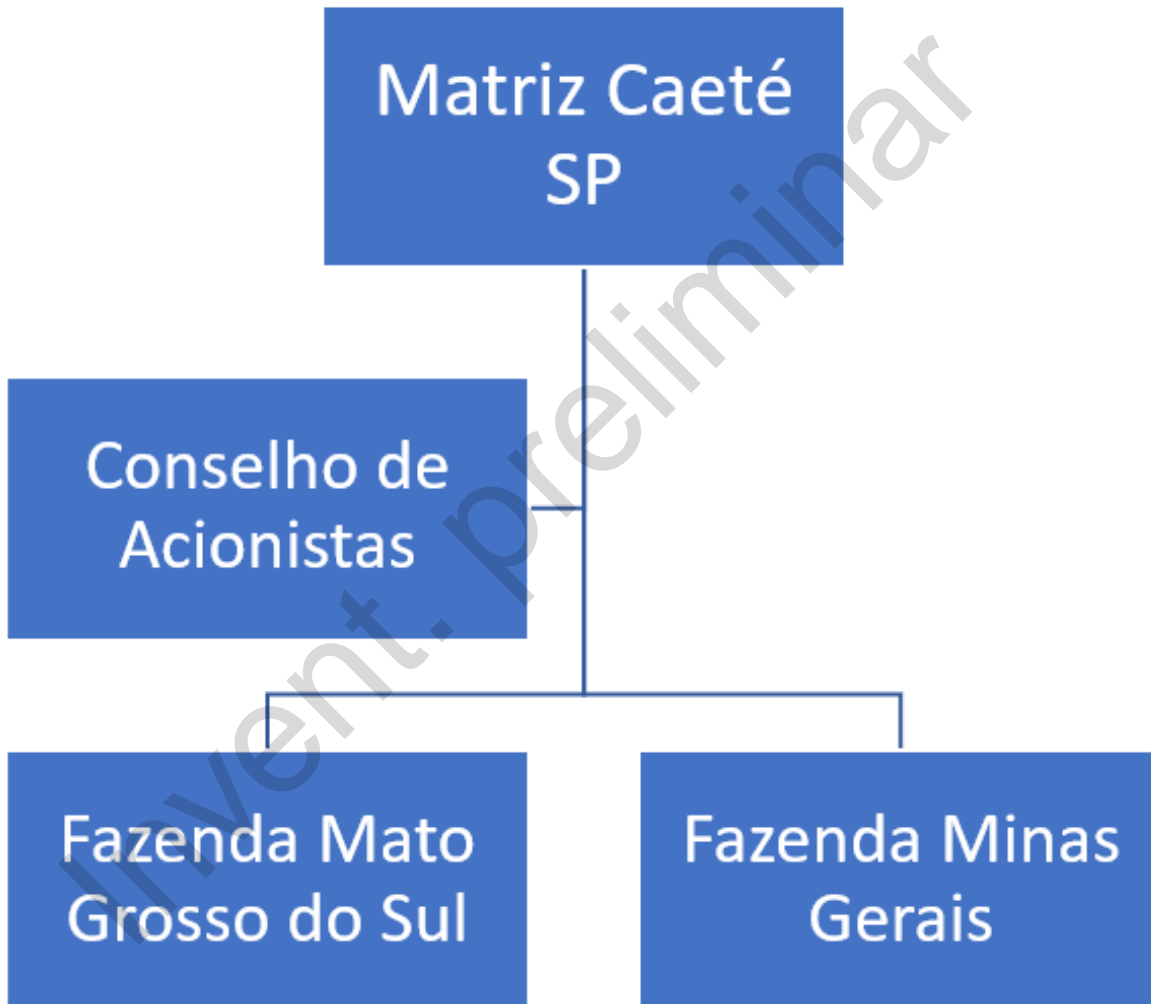 Matriz Caeté
SP
Conselho de
Acionistas
Fazenda Mato
Grosso do Sul
Fazenda Minas
Gerais
Invent. preliminar